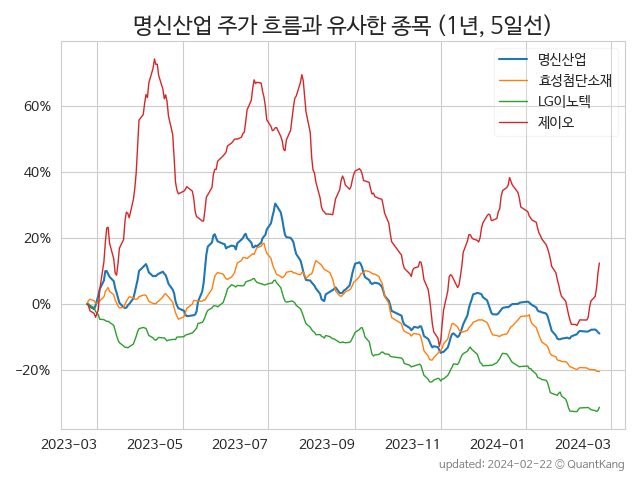 명신산업 주가 흐름과 유사한 종목 (1년, 5일선)
명신산업
효성첨단소재
LG이노텍
제이오
60%
40%
20%
0%
−20%
2023-03 2023-05 2023-07 2023-09 2023-11 2024-01 2024-03
updated: 2024-02-22 © QuantKang